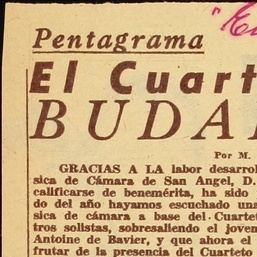 Pentagrama
El Cuart
BUDA
Por M.
GRACIAS A LA labor desarrol
sica de Cámara de San Angel, D.
calificarse de benemérita, ha sido
do del año hayamos escuchado una
sica de cámara a base del Cuartet
tros solistas, sobresaliendo el joven
Antoine de Bavier, y que ahora el
frutar de la presencia del Cuarteto